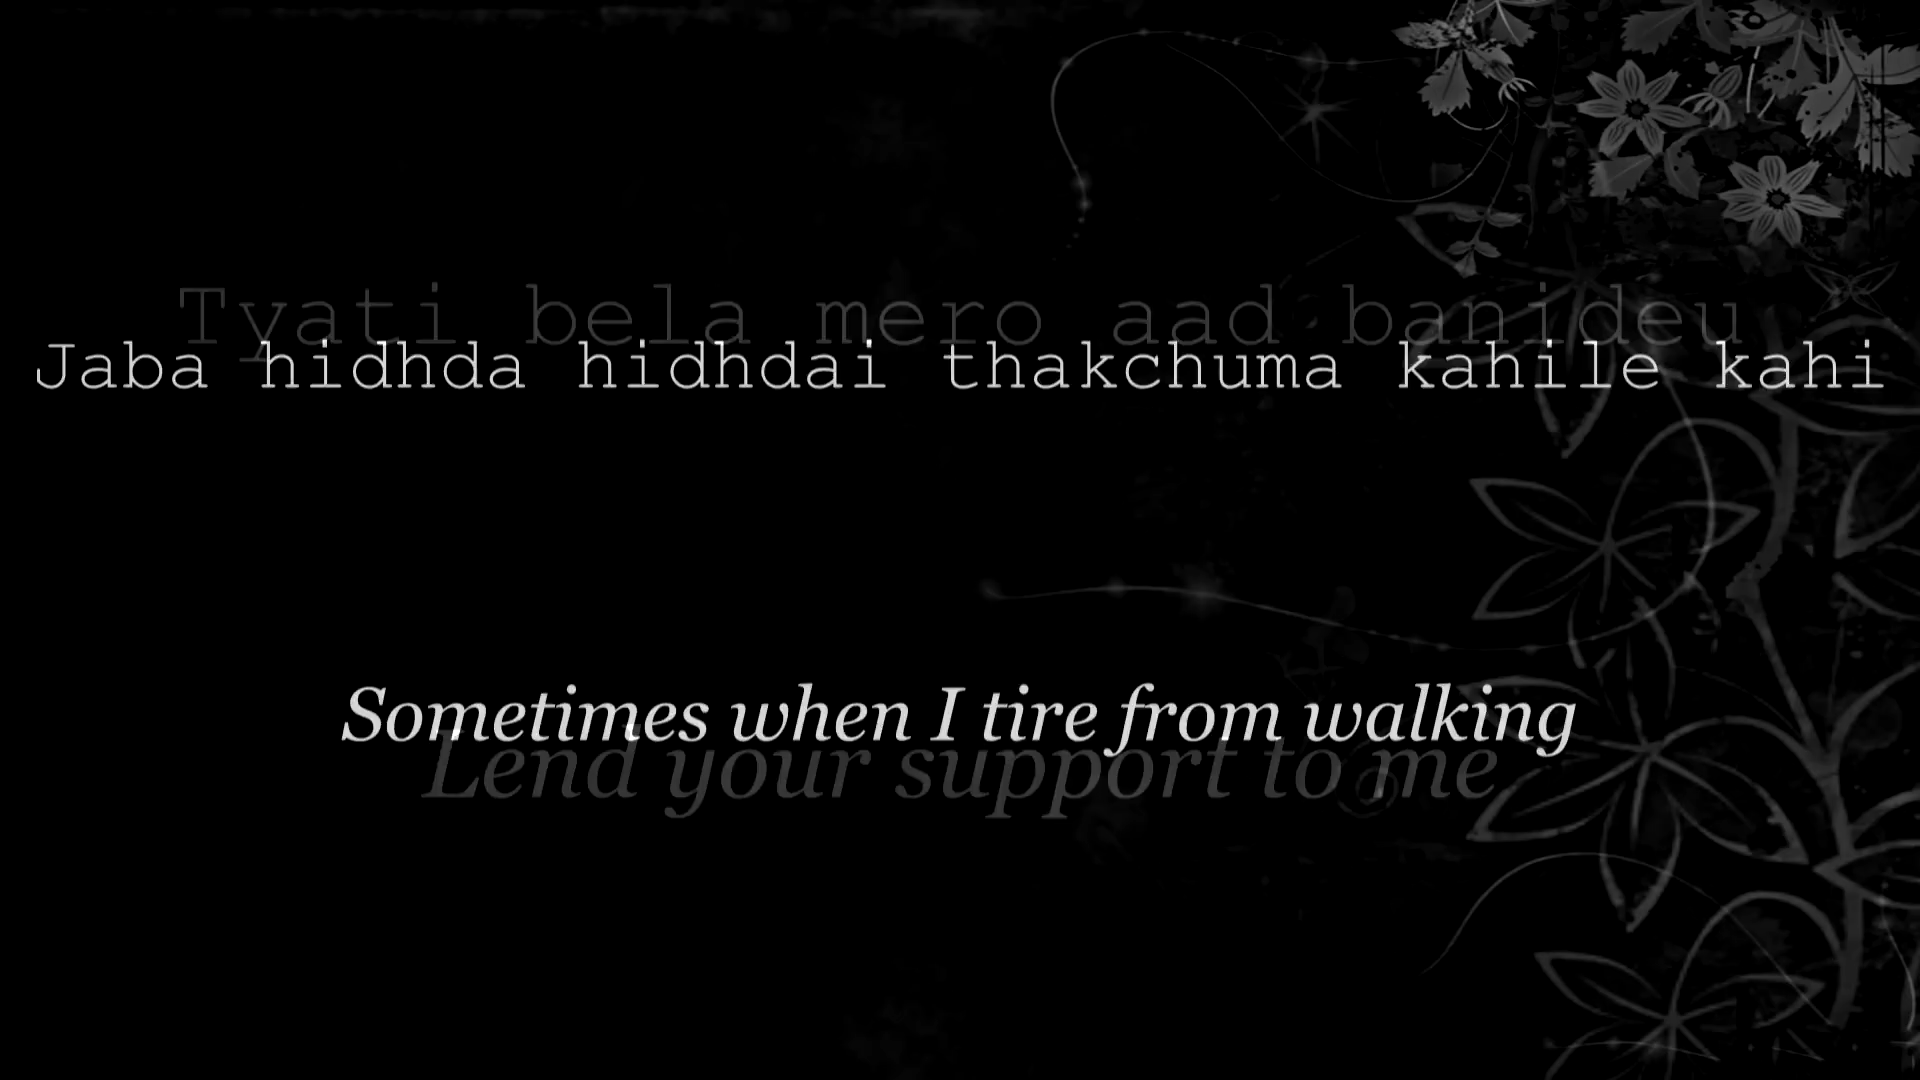 Tyati bela mero aad banideu
Jaba hidhda hidhdai thakchuma kahile kahi
Sometimes when I tire from walking
Lend your support to me